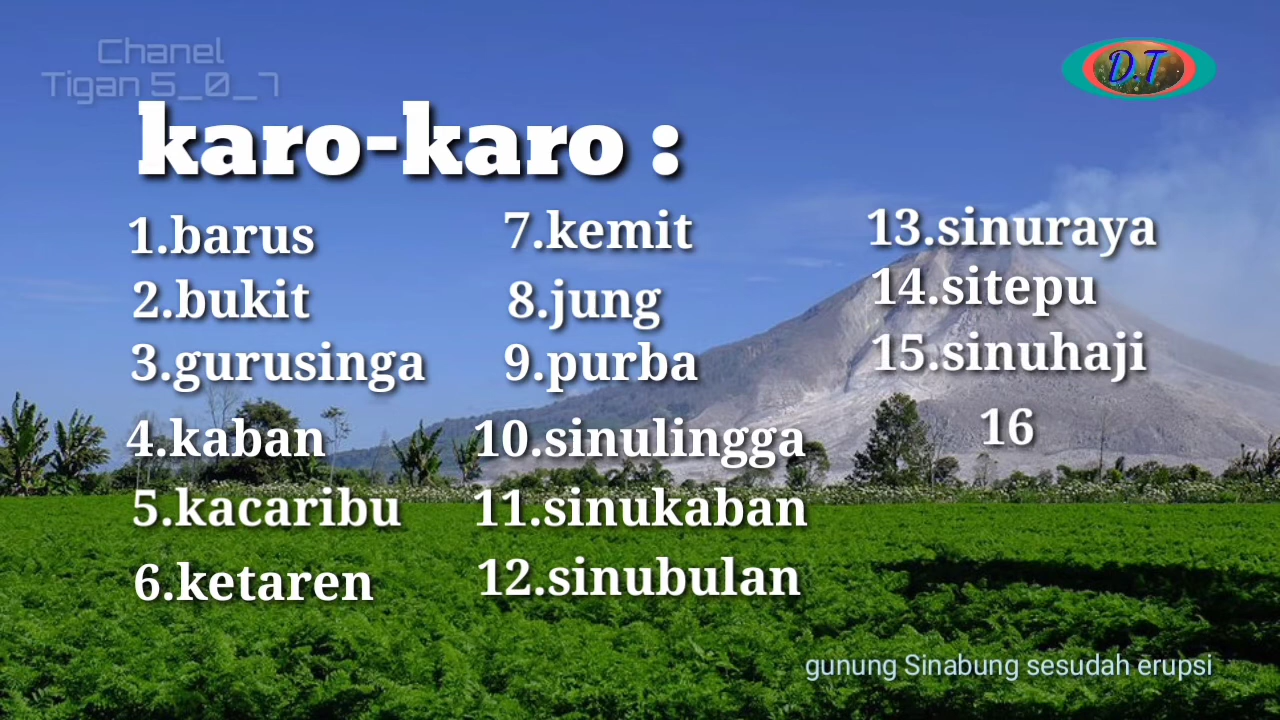 Chanel
Tigan 5_0_7
D.T
karo-karo :
1.barus
2.bukit
3.gurusinga
4.kaban
5.kacaribu
6.ketaren
7.kemit
8.jung
9.purba
10.sinulingga
11.sinukaban
12.sinubulan
13.sinuraya
14.sitepu
15.sinuhaji
16
gunung Sinabung sesudah erupsi